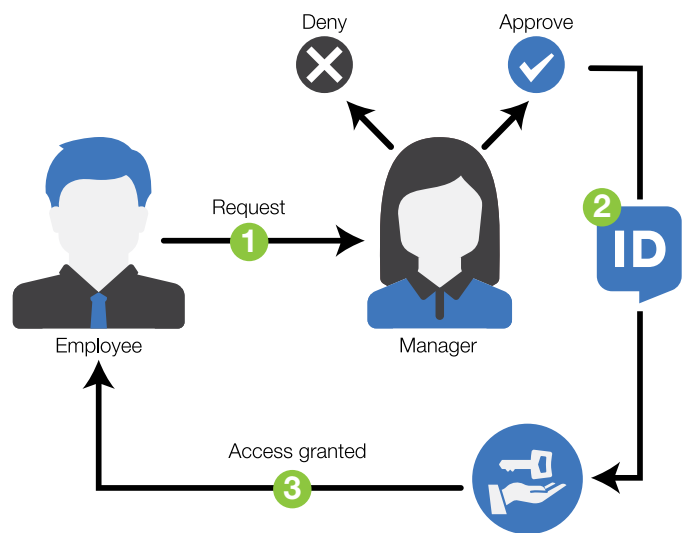 Deny
Approve
Request
1
2
ID
Employee
Manager
Access granted
3